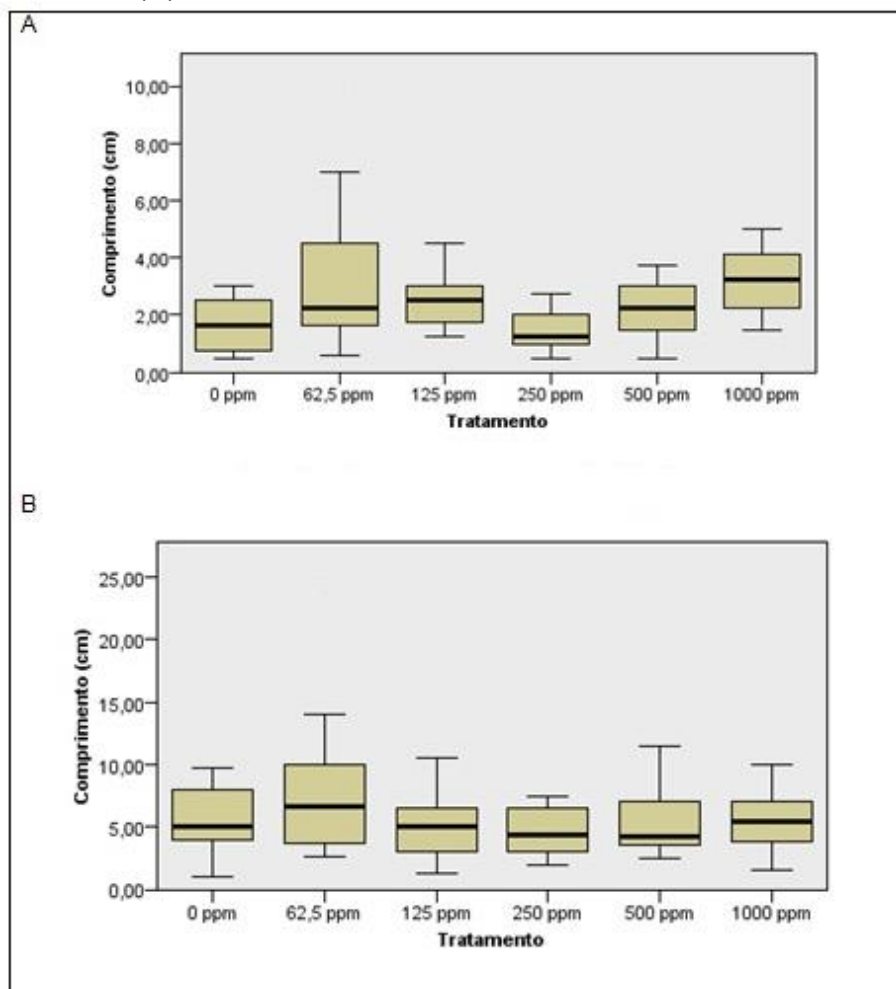 A
Comprimento (cm)
10,00
8,00
6,00
4,00
2,00
0,00
0 ppm 62,5 ppm 125 ppm 250 ppm 500 ppm 1000 ppm
Tratamento
B
Comprimento (cm)
25,00
20,00
15,00
10,00
5,00
0,00
0 ppm 62,5 ppm 125 ppm 250 ppm 500 ppm 1000 ppm
Tratamento